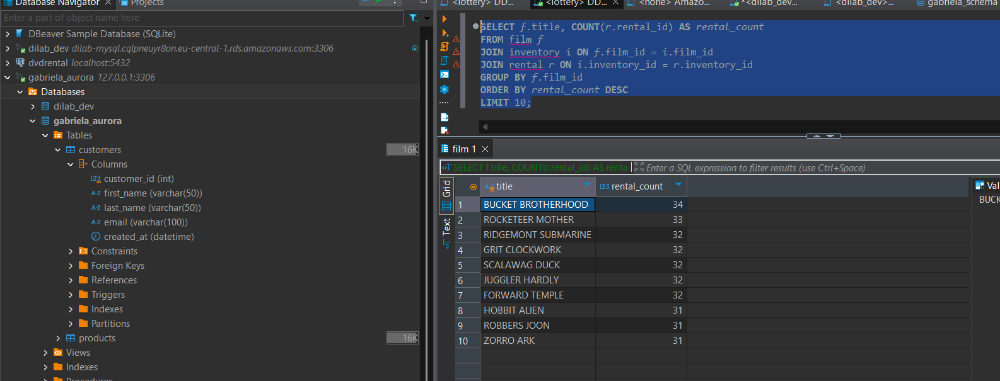 Database Navigator
Projects
Enter a part of object name here
DBeaver Sample Database (SQLite)
dilab_dev dilab-mysql.cqlpneuyr8on.eu-central-1.rds.amazonaws.com:3306
dvdrental localhost:5432
gabriela_aurora 127.0.0.1:3306
Databases
dilab_dev
gabriela_aurora
Tables
customers 16K
Columns
123 customer_id (int)
A-Z first_name (varchar(50))
A-Z last_name (varchar(50))
A-Z email (varchar(100))
created_at (datetime)
Constraints
Foreign Keys
References
Triggers
Indexes
Partitions
products 16K
Views
Indexes
Procedures
<lottery> DD...
<lottery> DD...
<none> Amazo...
*<dilab_dev...
<dilab_dev>...
gabriela_schema
SELECT f.title, COUNT(r.rental_id) AS rental_count
FROM film f
JOIN inventory i ON f.film_id = i.film_id
JOIN rental r ON i.inventory_id = r.inventory_id
GROUP BY f.film_id
ORDER BY rental_count DESC
LIMIT 10;
film 1
SELECT f.title, COUNT(r.rental_id) AS renta
Enter a SQL expression to filter results (use Ctrl+Space)
Grid
Text
A-Z title 123 rental_count
1 BUCKET BROTHERHOOD 34
2 ROCKETEER MOTHER 33
3 RIDGEMONT SUBMARINE 32
4 GRIT CLOCKWORK 32
5 SCALAWAG DUCK 32
6 JUGGLER HARDLY 32
7 FORWARD TEMPLE 32
8 HOBBIT ALIEN 31
9 ROBBERS JOON 31
10 ZORRO ARK 31
Val
BUCK